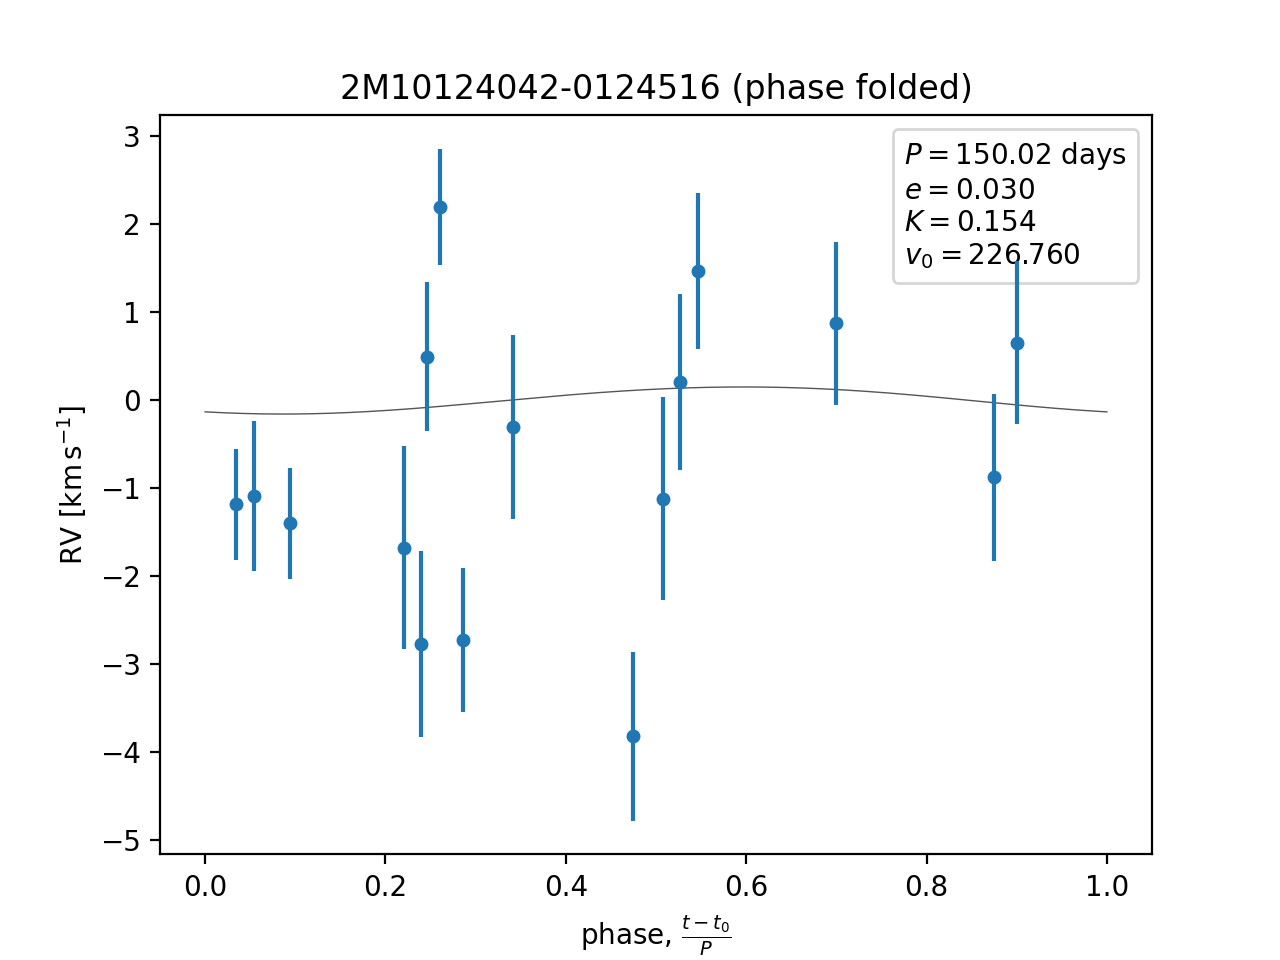 2M10124042-0124516 (phase folded)
P = 150.02 days
e = 0.030
K = 0.154
v₀ = 226.760
3
2
1
0
−1
−2
−3
−4
−5
RV [km s⁻¹]
0.0 0.2 0.4 0.6 0.8 1.0
phase, (t − t₀)/P